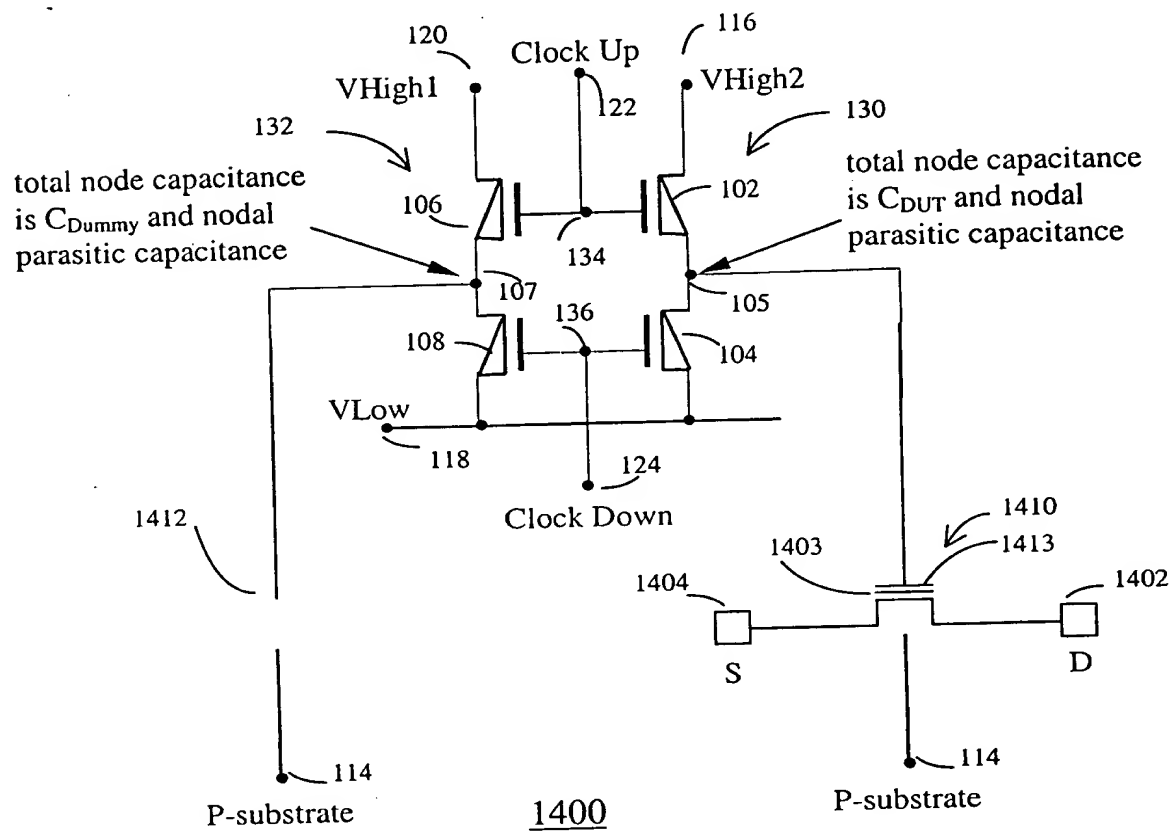 120
116
Clock Up
VHigh1
VHigh2
122
132
130
total node capacitance
is C_Dummy and nodal
parasitic capacitance
total node capacitance
is C_DUT and nodal
parasitic capacitance
106
102
134
107
105
136
108
104
VLow
118
124
Clock Down
1412
1410
1403
1413
1404
1402
S
D
114
114
P-substrate
P-substrate
1400